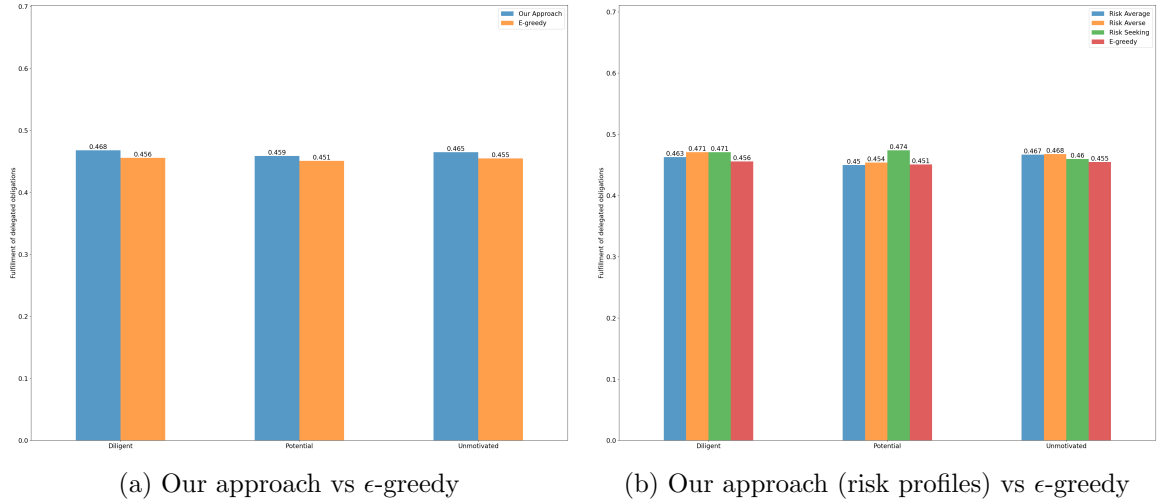 0.7
0.6
0.5
0.4
0.3
0.2
0.1
0.0
Fulfillment of delegated obligations
Our Approach
E-greedy
0.468
0.456
0.459
0.451
0.465
0.455
Diligent
Potential
Unmotivated
(a) Our approach vs ϵ-greedy
0.7
0.6
0.5
0.4
0.3
0.2
0.1
0.0
Fulfillment of delegated obligations
Risk Average
Risk Averse
Risk Seeking
E-greedy
0.463
0.471
0.471
0.456
0.45
0.454
0.474
0.451
0.467
0.468
0.46
0.455
Diligent
Potential
Unmotivated
(b) Our approach (risk profiles) vs ϵ-greedy